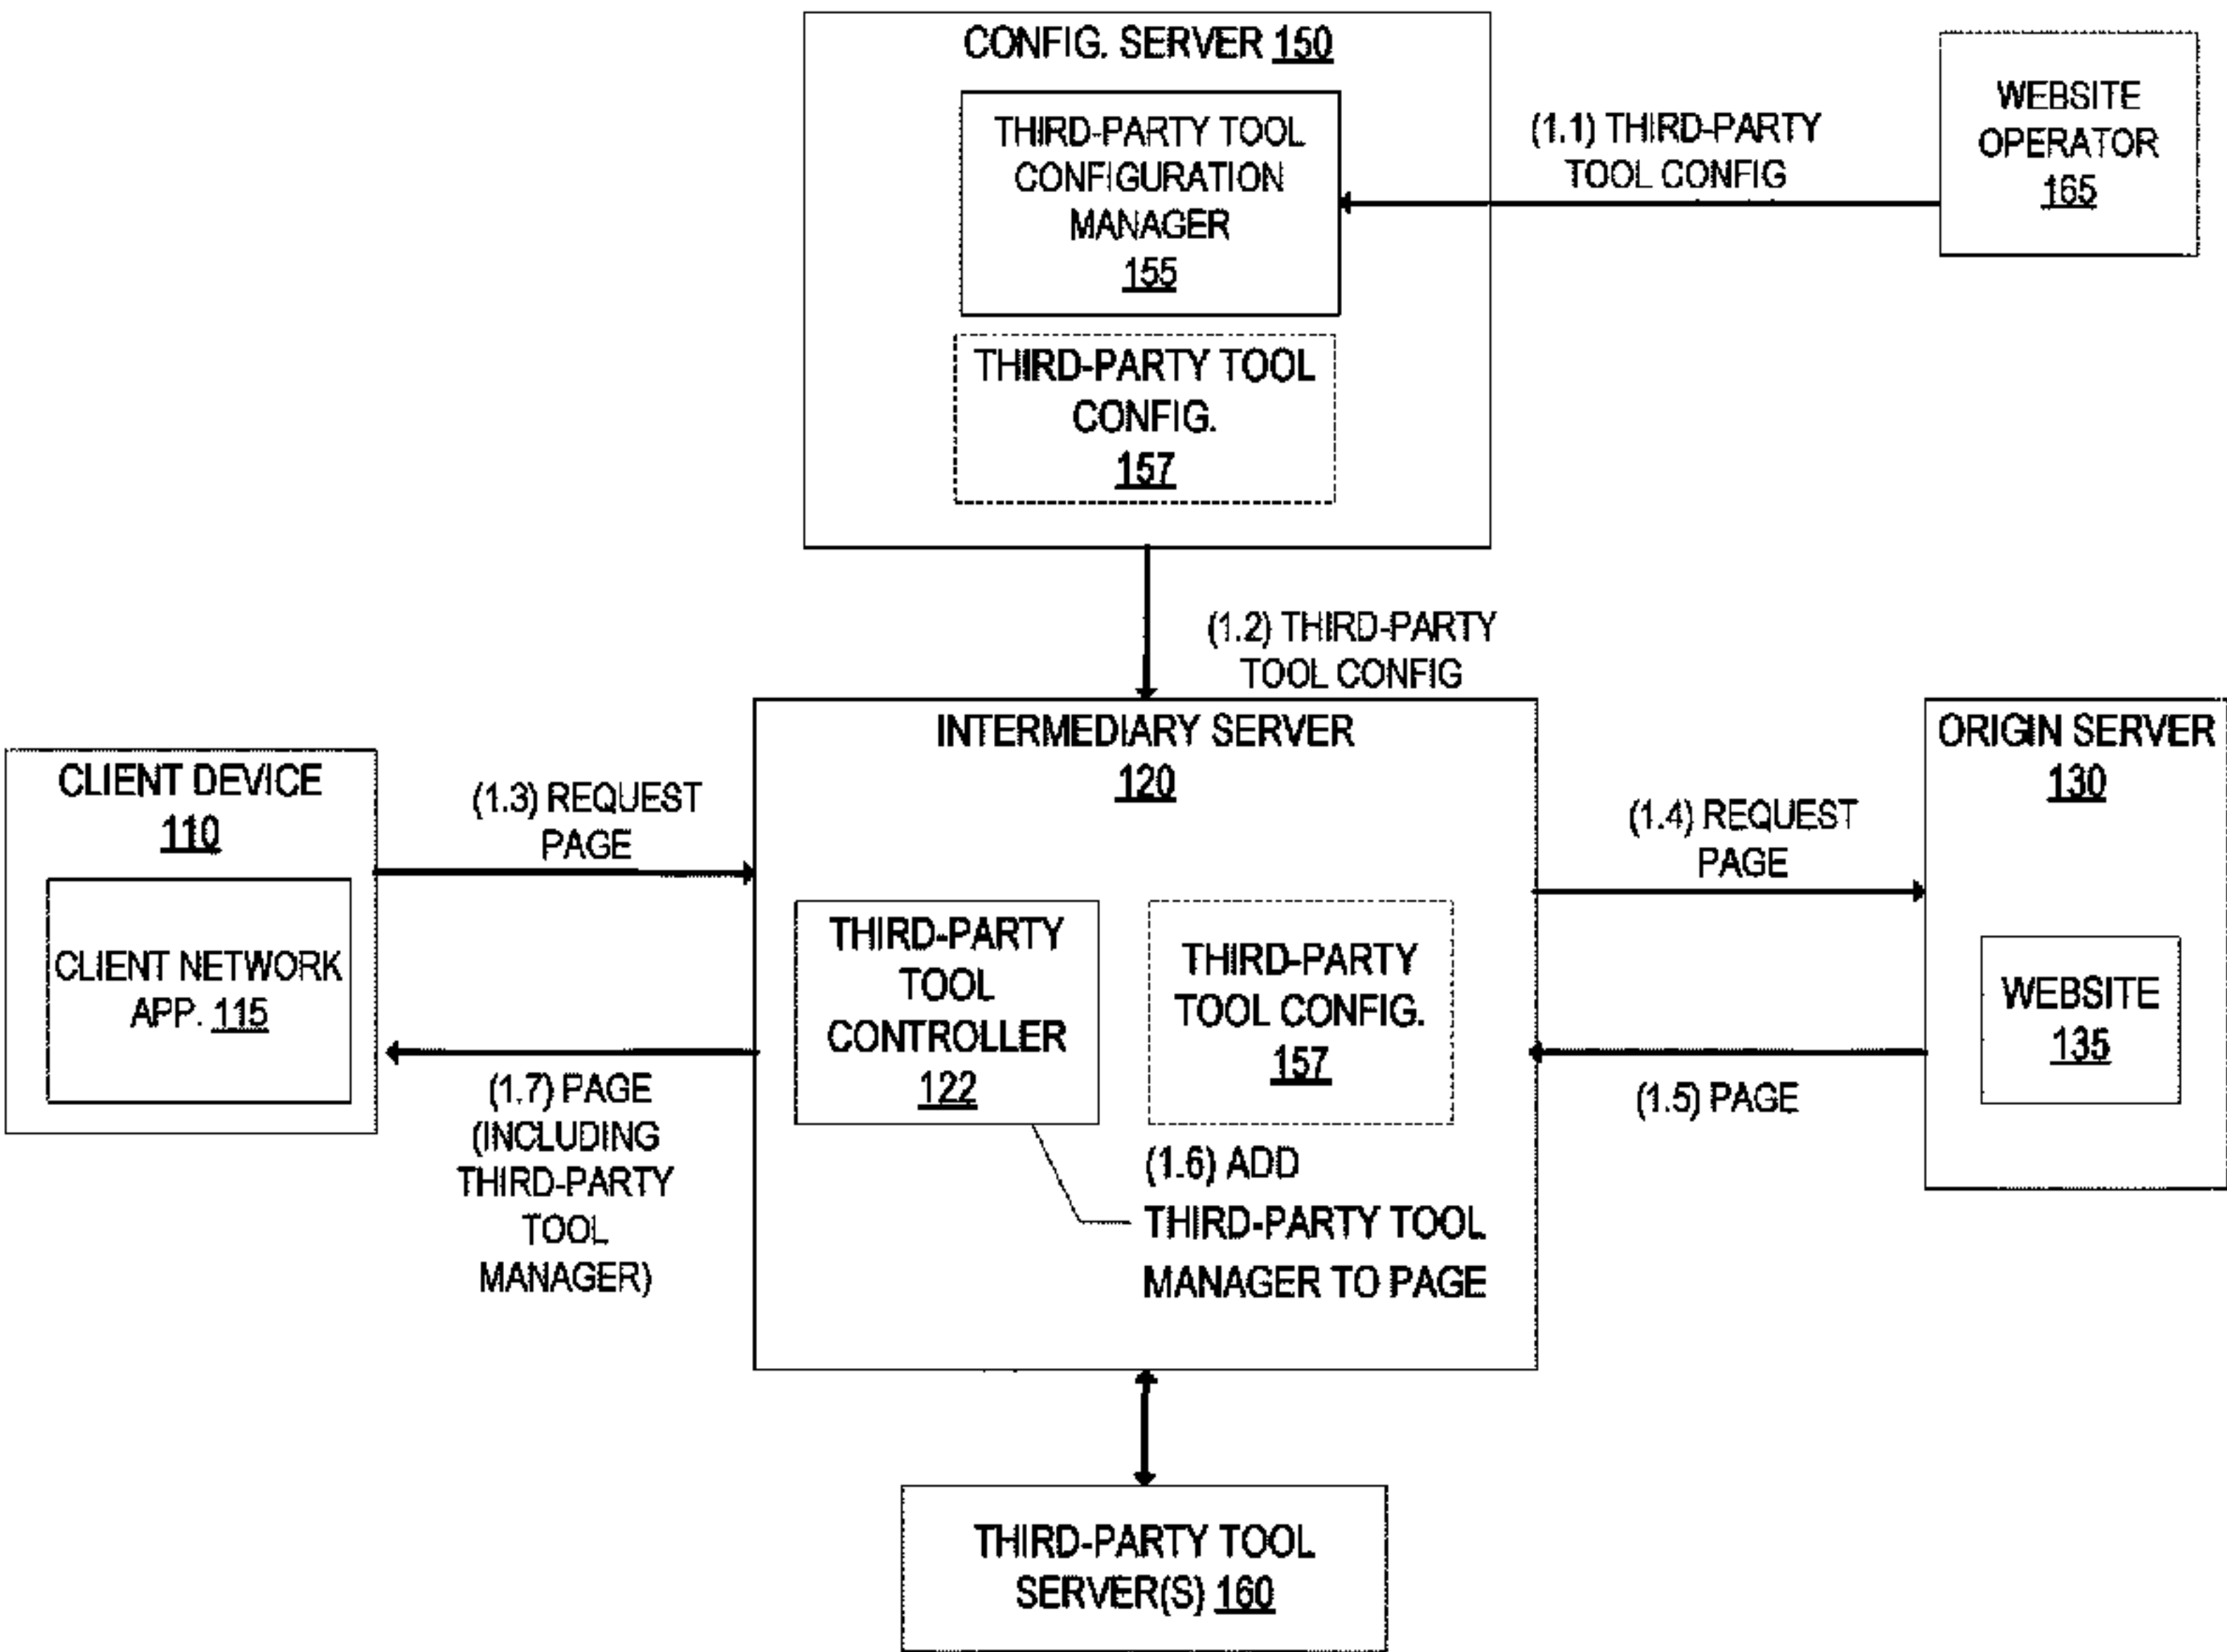 CONFIG. SERVER 150
THIRD-PARTY TOOL
CONFIGURATION
MANAGER
155
THIRD-PARTY TOOL
CONFIG.
157
(1.1) THIRD-PARTY
TOOL CONFIG
WEBSITE
OPERATOR
165
(1.2) THIRD-PARTY
TOOL CONFIG
CLIENT DEVICE
110
CLIENT NETWORK
APP. 115
(1.3) REQUEST
PAGE
(1.7) PAGE
(INCLUDING
THIRD-PARTY
TOOL
MANAGER)
INTERMEDIARY SERVER
120
THIRD-PARTY
TOOL
CONTROLLER
122
THIRD-PARTY
TOOL CONFIG.
157
(1.6) ADD
THIRD-PARTY TOOL
MANAGER TO PAGE
(1.4) REQUEST
PAGE
(1.5) PAGE
ORIGIN SERVER
130
WEBSITE
135
THIRD-PARTY TOOL
SERVER(S) 160